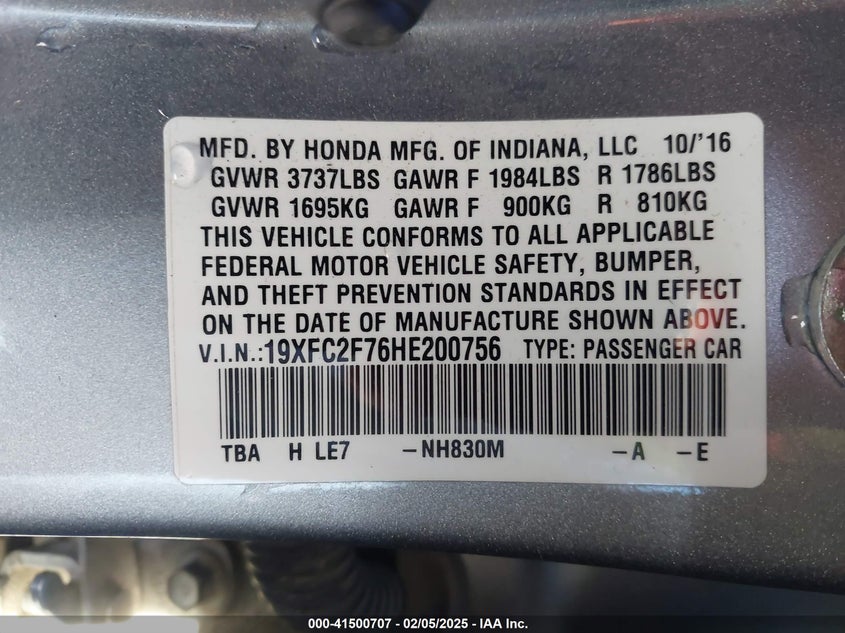 MFD. BY HONDA MFG. OF INDIANA, LLC 10/'16
GVWR 3737LBS GAWR F 1984LBS R 1786LBS
GVWR 1695KG GAWR F 900KG R 810KG
THIS VEHICLE CONFORMS TO ALL APPLICABLE
FEDERAL MOTOR VEHICLE SAFETY, BUMPER,
AND THEFT PREVENTION STANDARDS IN EFFECT
ON THE DATE OF MANUFACTURE SHOWN ABOVE.
V.I.N.:19XFC2F76HE200756 TYPE: PASSENGER CAR
TBA H LE7 –NH830M –A –E
000-41500707 - 02/05/2025 - IAA Inc.